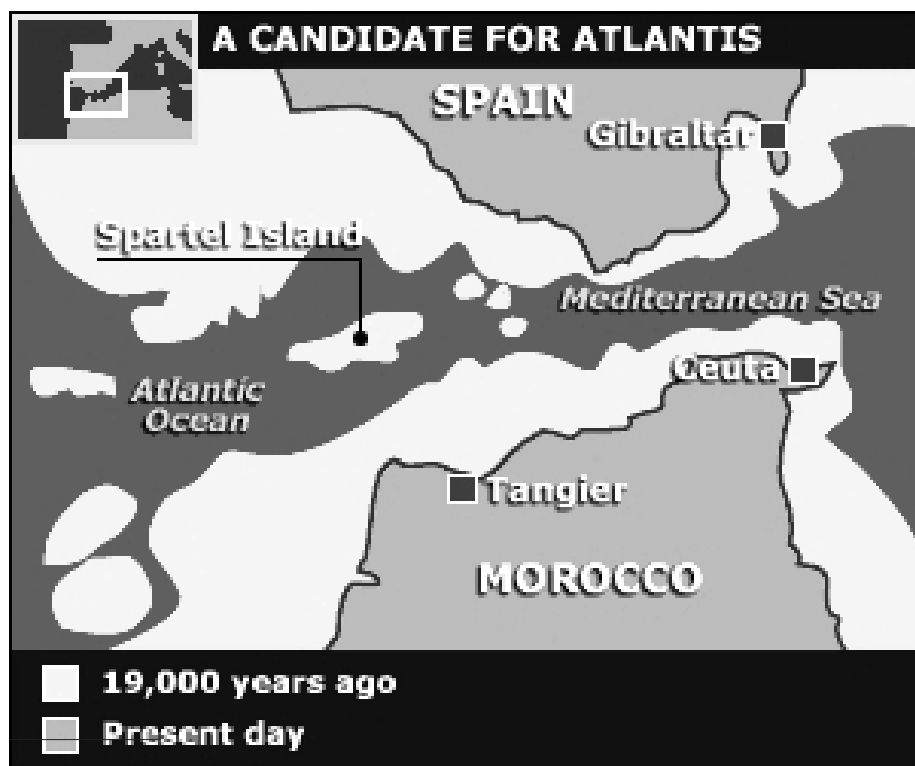 A CANDIDATE FOR ATLANTIS
SPAIN
Gibraltar
Spartel Island
Mediterranean Sea
Ceuta
Atlantic
Ocean
Tangier
MOROCCO
19,000 years ago
Present day